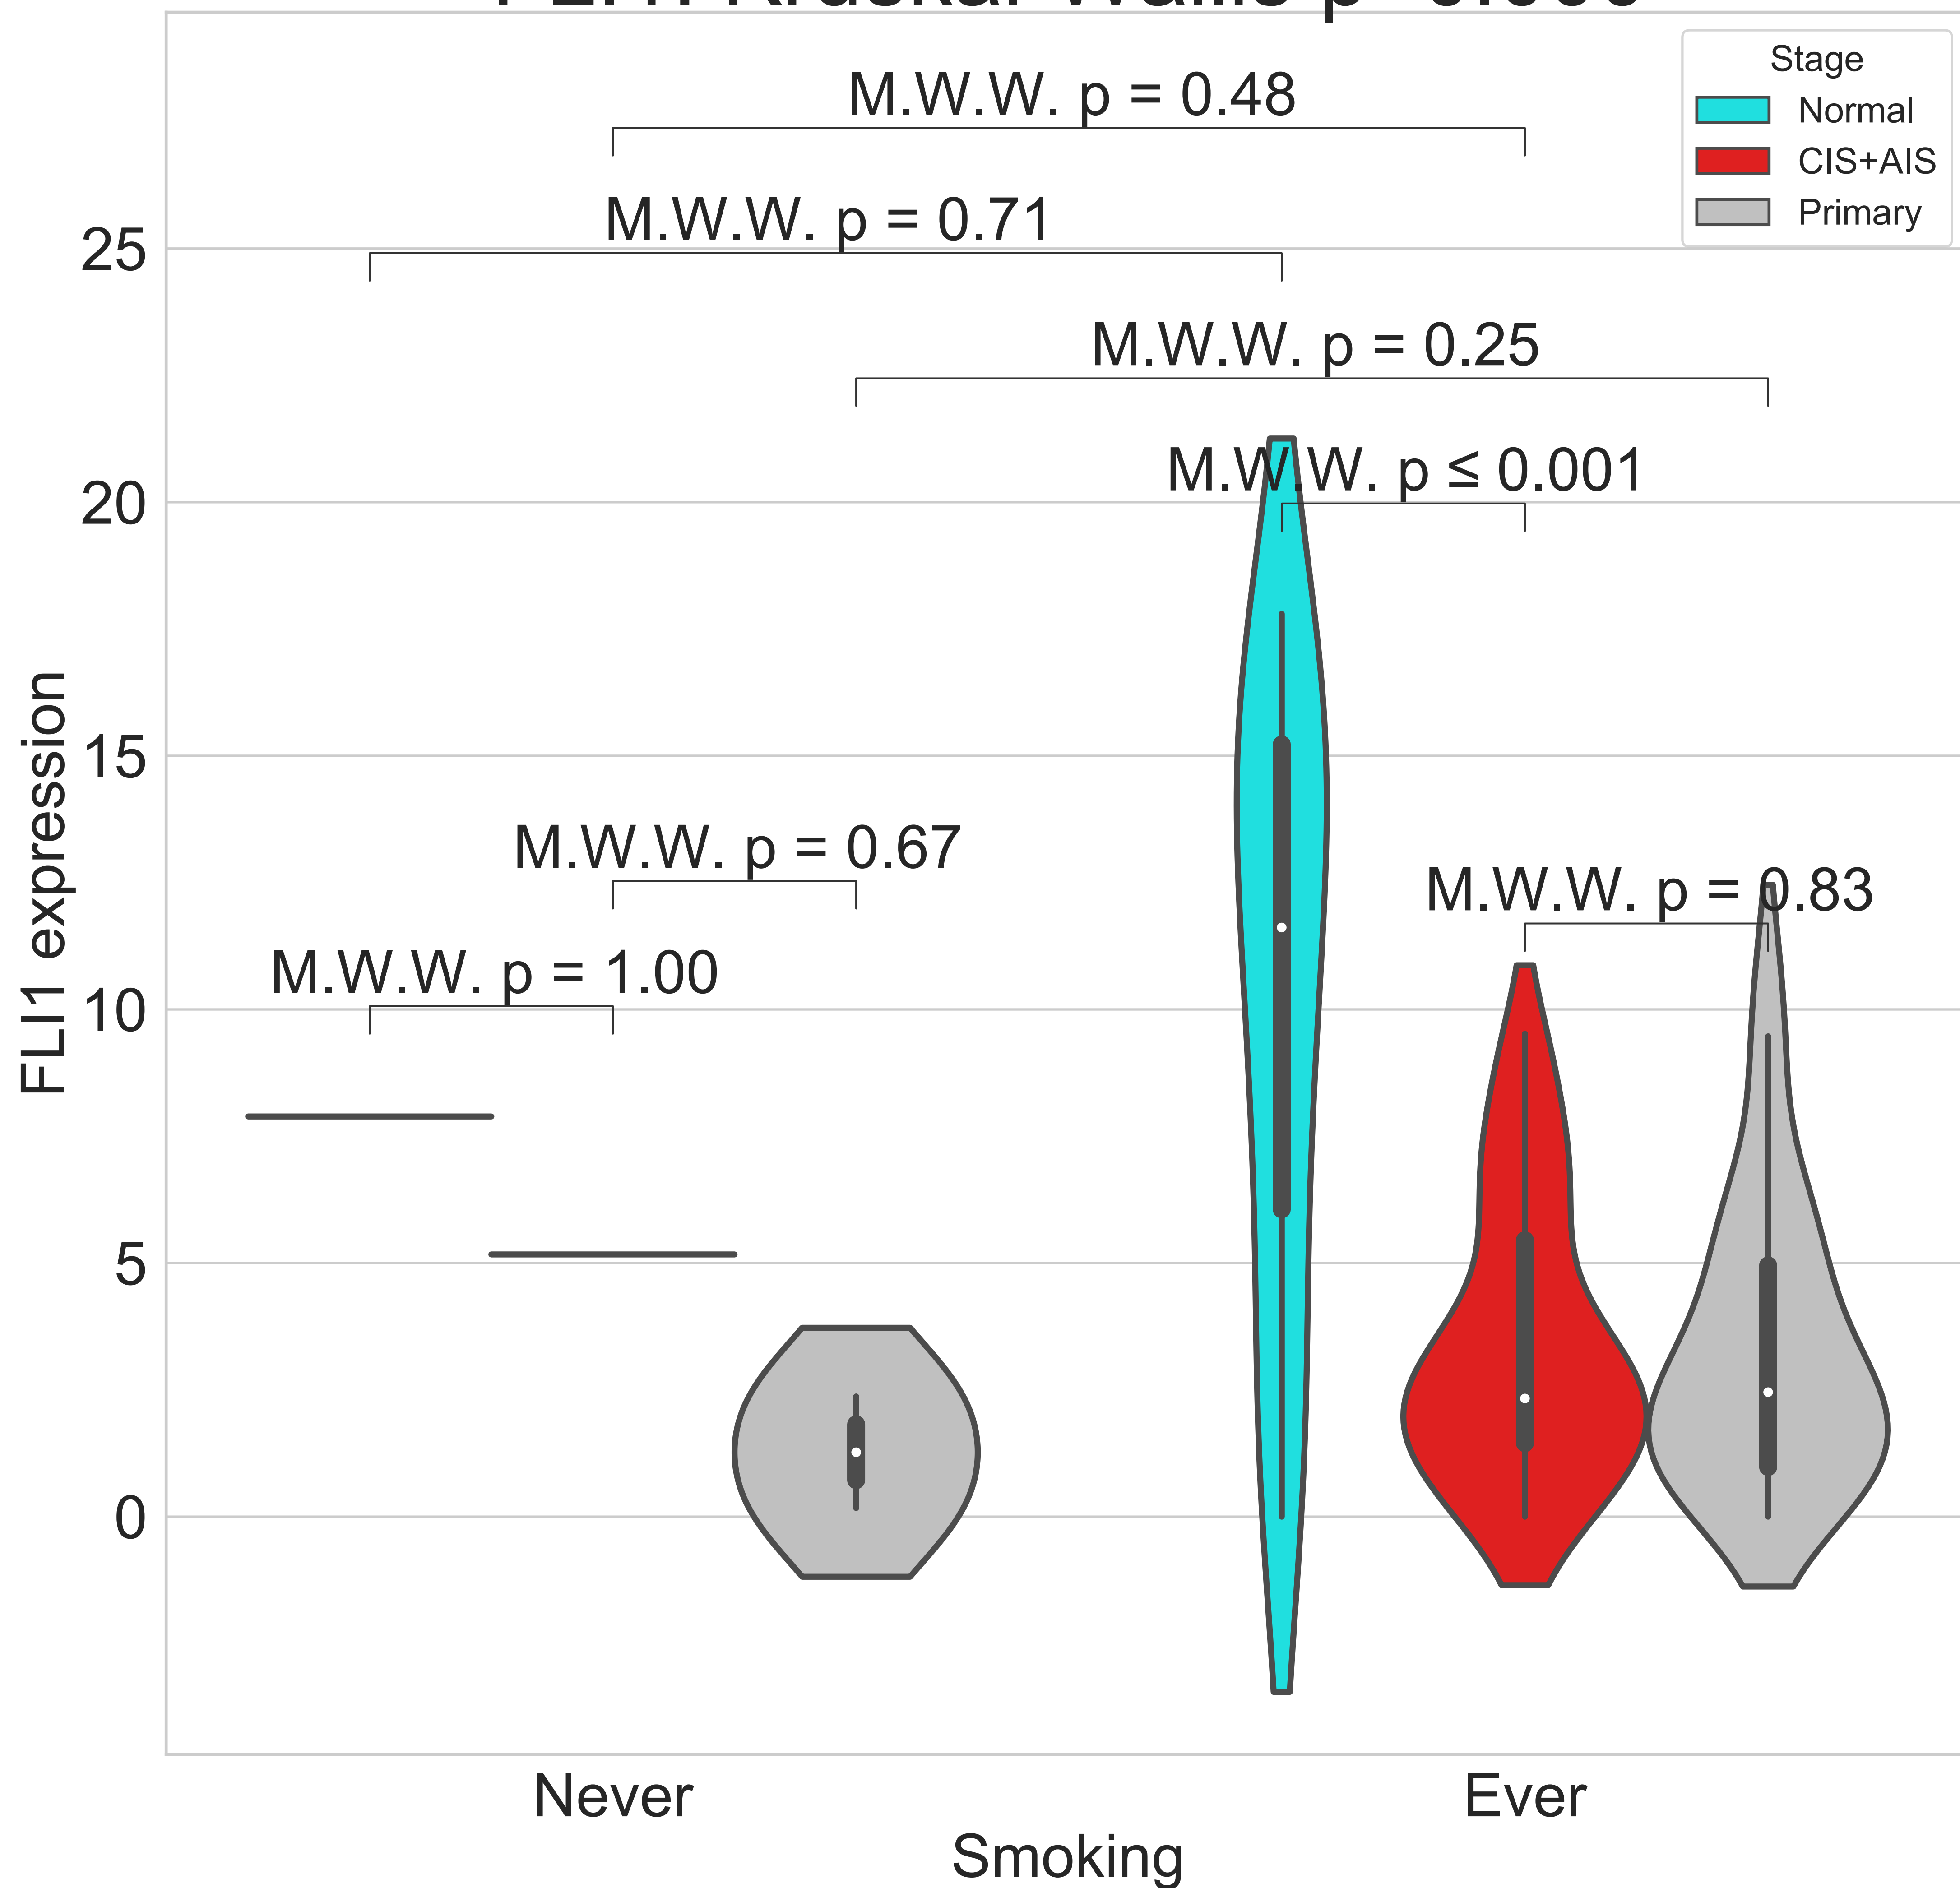 Stage
Normal
CIS+AIS
Primary
M.W.W. p = 0.48
M.W.W. p = 0.71
M.W.W. p = 0.25
M.W.W. p ≤ 0.001
M.W.W. p = 0.67
M.W.W. p = 0.83
M.W.W. p = 1.00
25
20
15
10
5
0
FLI1 expression
Never
Ever
Smoking